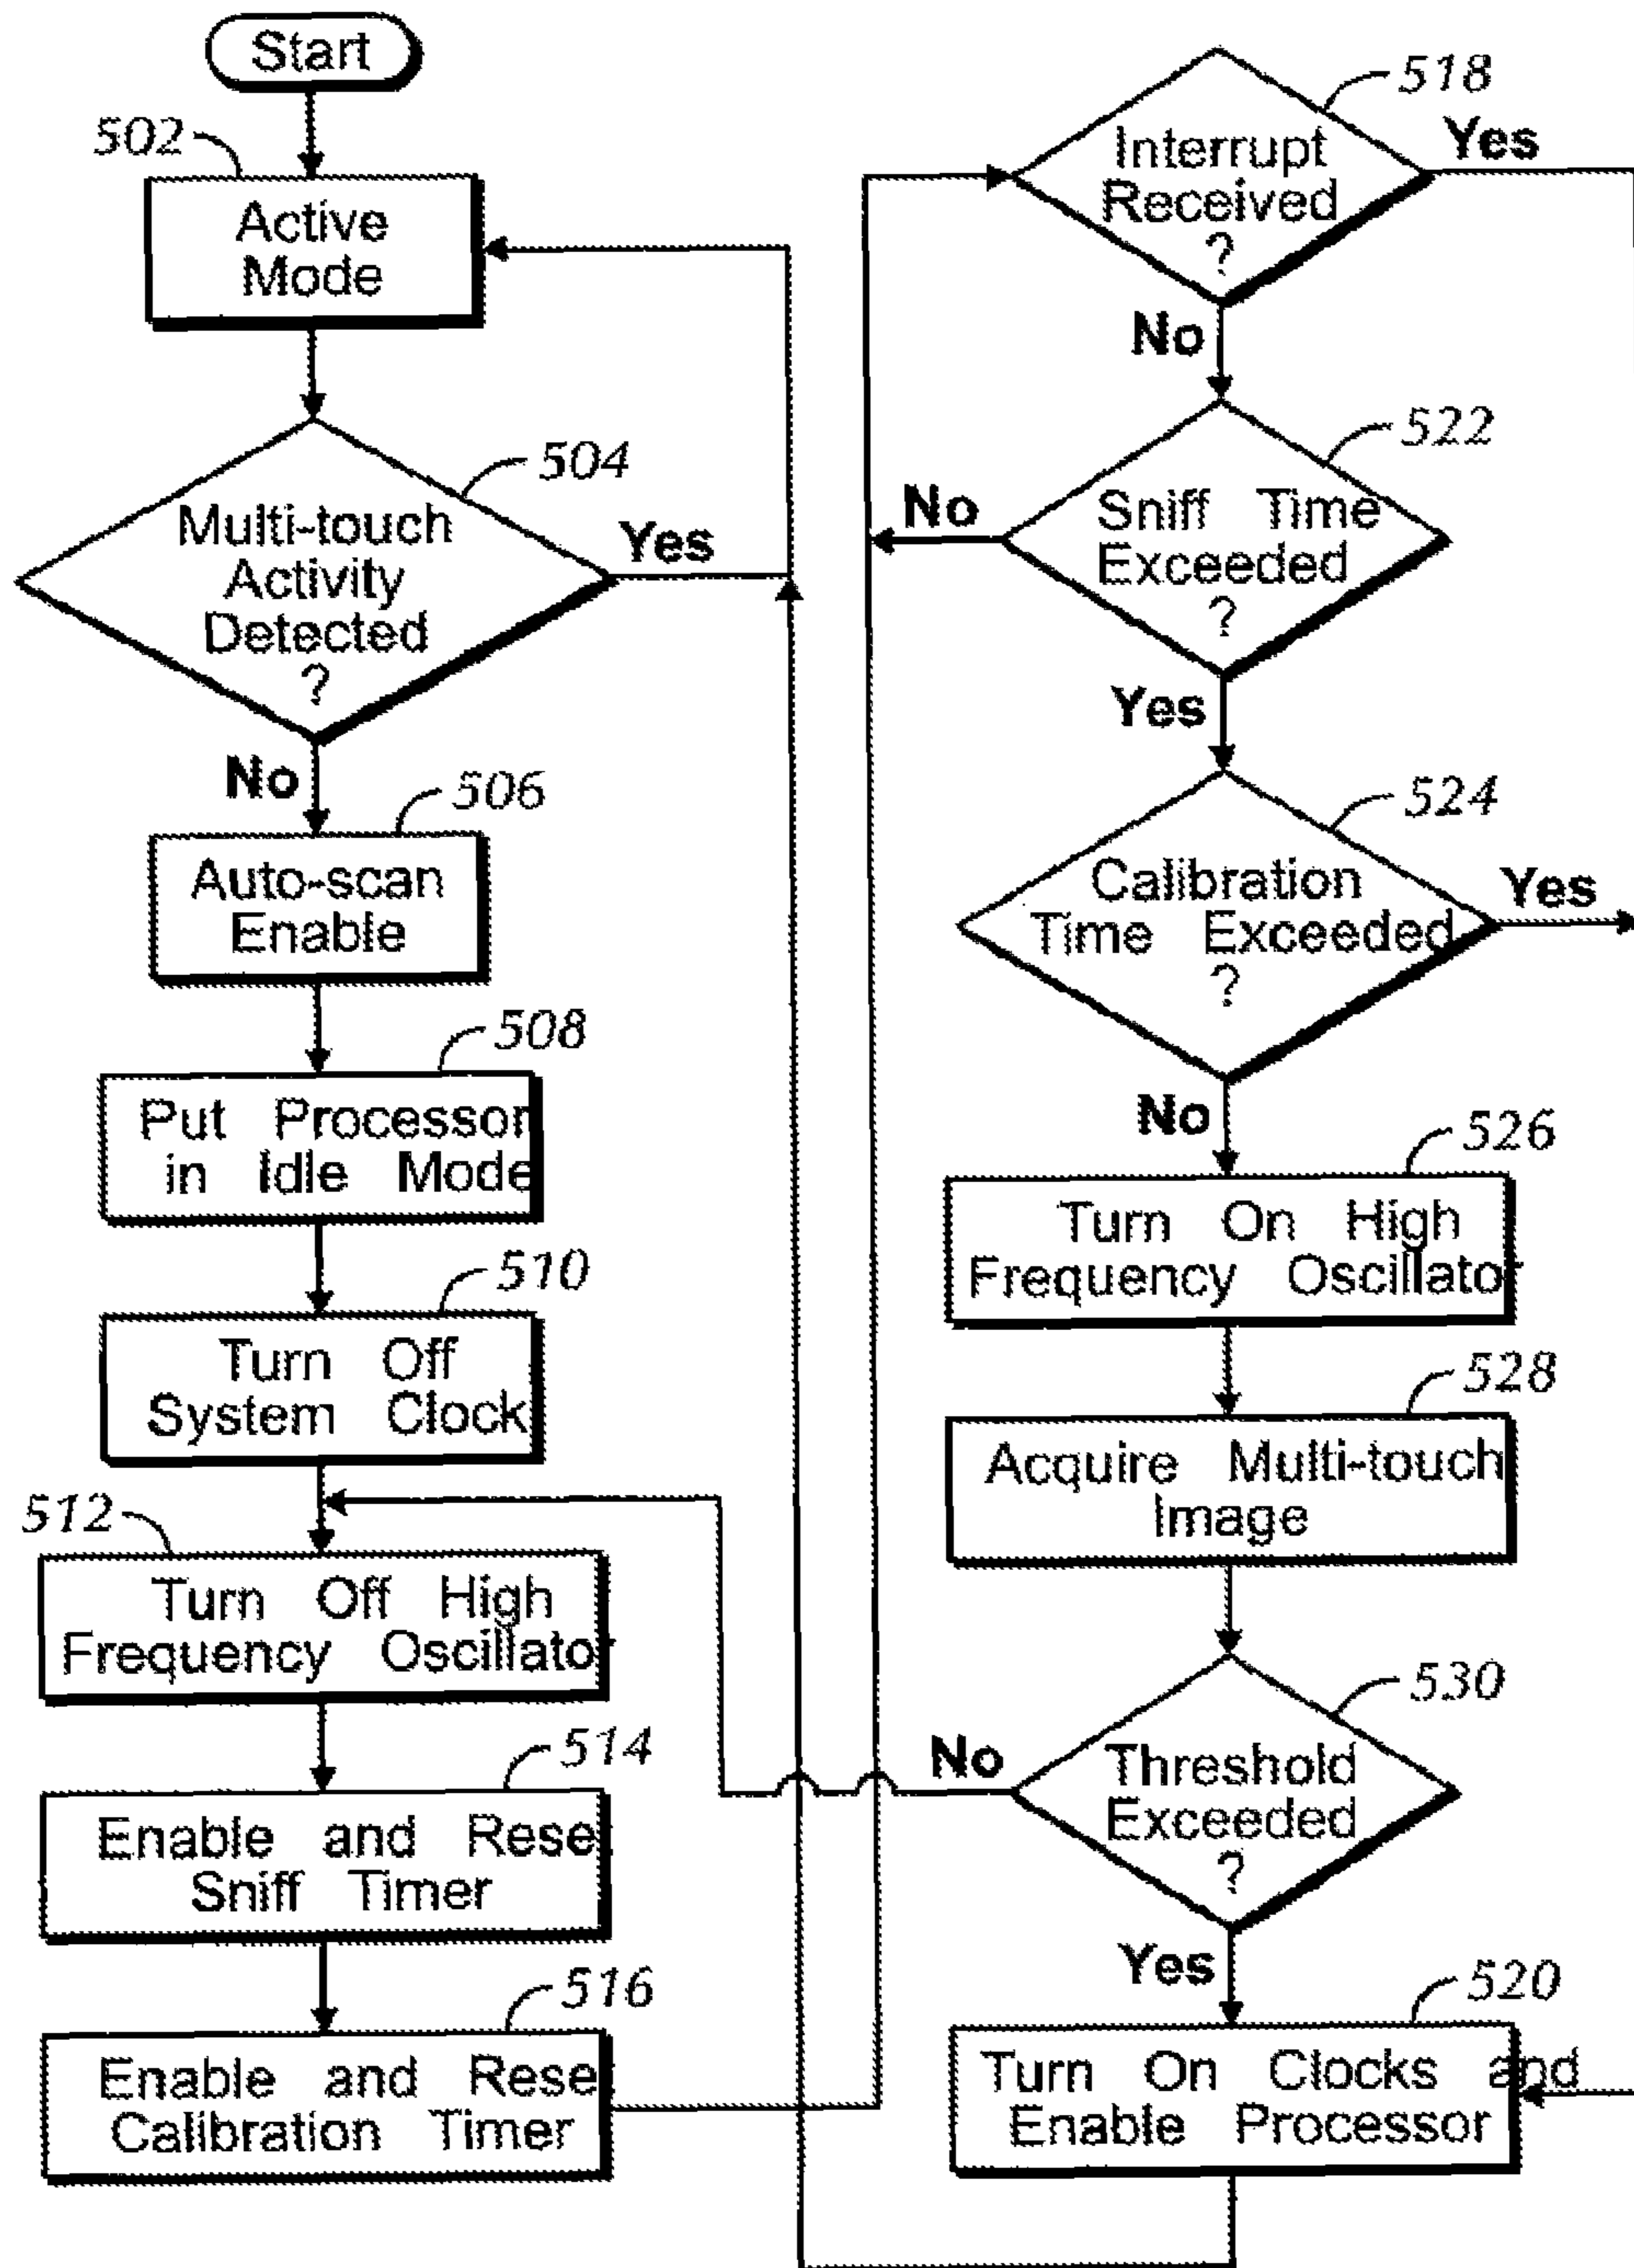 Start
502
Active
Mode
504
Multi-touch
Activity
Detected
?
Yes
No
506
Auto-scan
Enable
508
Put Processor
in Idle Mode
510
Turn Off
System Clock
512
Turn Off High
Frequency Oscillator
514
Enable and Rese
Sniff Timer
516
Enable and Rese
Calibration Timer
518
Interrupt
Received
?
Yes
No
522
Sniff Time
Exceeded
?
No
Yes
524
Calibration
Time Exceeded
?
Yes
No
526
Turn On High
Frequency Oscillator
528
Acquire Multi-touch
Image
530
Threshold
Exceeded
?
No
Yes
520
Turn On Clocks and
Enable Processor